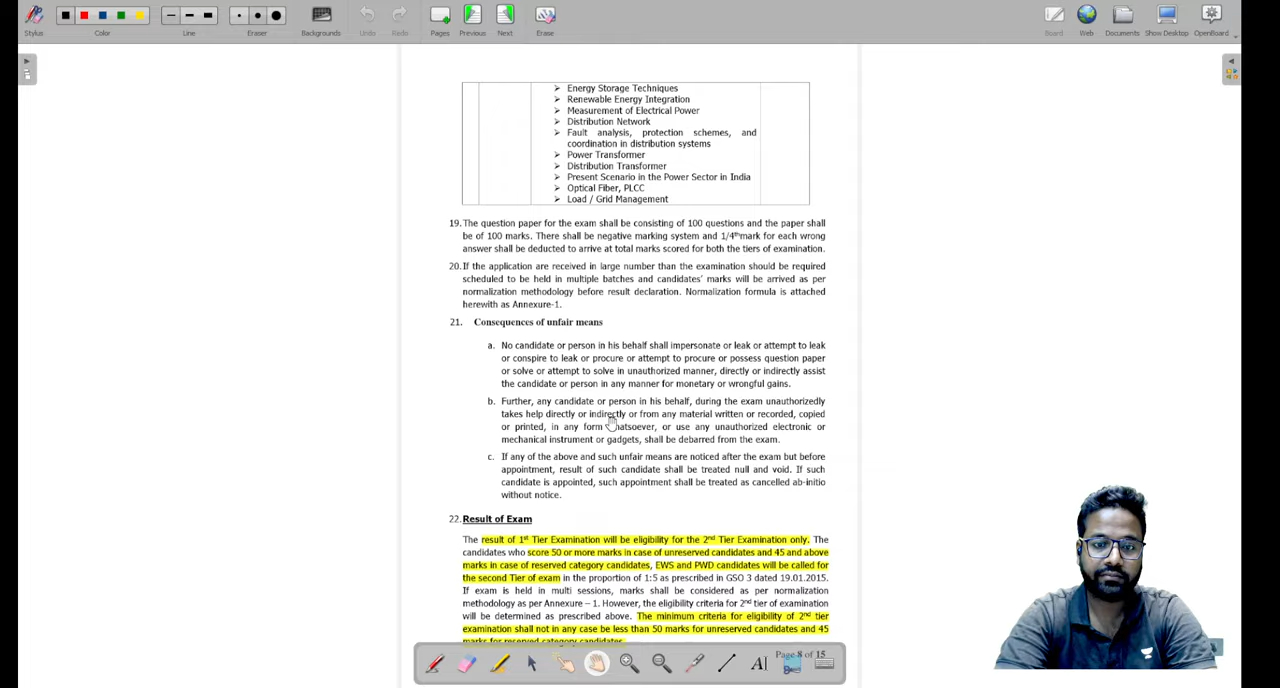 Stylus
Color
Line
Eraser
Backgrounds
Undo
Redo
Pages
Previous
Next
Erase
Board
Web
Documents
Show Desktop
OpenBoard
➢ Energy Storage Techniques
➢ Renewable Energy Integration
➢ Measurement of Electrical Power
➢ Distribution Network
➢ Fault analysis, protection schemes, and
coordination in distribution systems
➢ Power Transformer
➢ Distribution Transformer
➢ Present Scenario in the Power Sector in India
➢ Optical Fiber, PLCC
➢ Load / Grid Management
19. The question paper for the exam shall be consisting of 100 questions and the paper shall
be of 100 marks. There shall be negative marking system and 1/4th mark for each wrong
answer shall be deducted to arrive at total marks scored for both the tiers of examination.
20. If the application are received in large number than the examination should be required
scheduled to be held in multiple batches and candidates' marks will be arrived as per
normalization methodology before result declaration. Normalization formula is attached
herewith as Annexure-1.
21. Consequences of unfair means
a. No candidate or person in his behalf shall impersonate or leak or attempt to leak
or conspire to leak or procure or attempt to procure or possess question paper
or solve or attempt to solve in unauthorized manner, directly or indirectly assist
the candidate or person in any manner for monetary or wrongful gains.
b. Further, any candidate or person in his behalf, during the exam unauthorizedly
takes help directly or indirectly or from any material written or recorded, copied
or printed, in any form whatsoever, or use any unauthorized electronic or
mechanical instrument or gadgets, shall be debarred from the exam.
c. If any of the above and such unfair means are noticed after the exam but before
appointment, result of such candidate shall be treated null and void. If such
candidate is appointed, such appointment shall be treated as cancelled ab-initio
without notice.
22. Result of Exam
The result of 1st Tier Examination will be eligibility for the 2nd Tier Examination only. The
candidates who score 50 or more marks in case of unreserved candidates and 45 and above
marks in case of reserved category candidates, EWS and PWD candidates will be called for
the second Tier of exam in the proportion of 1:5 as prescribed in GSO 3 dated 19.01.2015.
If exam is held in multi sessions, marks shall be considered as per normalization
methodology as per Annexure – 1. However, the eligibility criteria for 2nd tier of examination
will be determined as prescribed above. The minimum criteria for eligibility of 2nd tier
examination shall not in any case be less than 50 marks for unreserved candidates and 45
marks for reserved category candidates.
Page 8 of 15